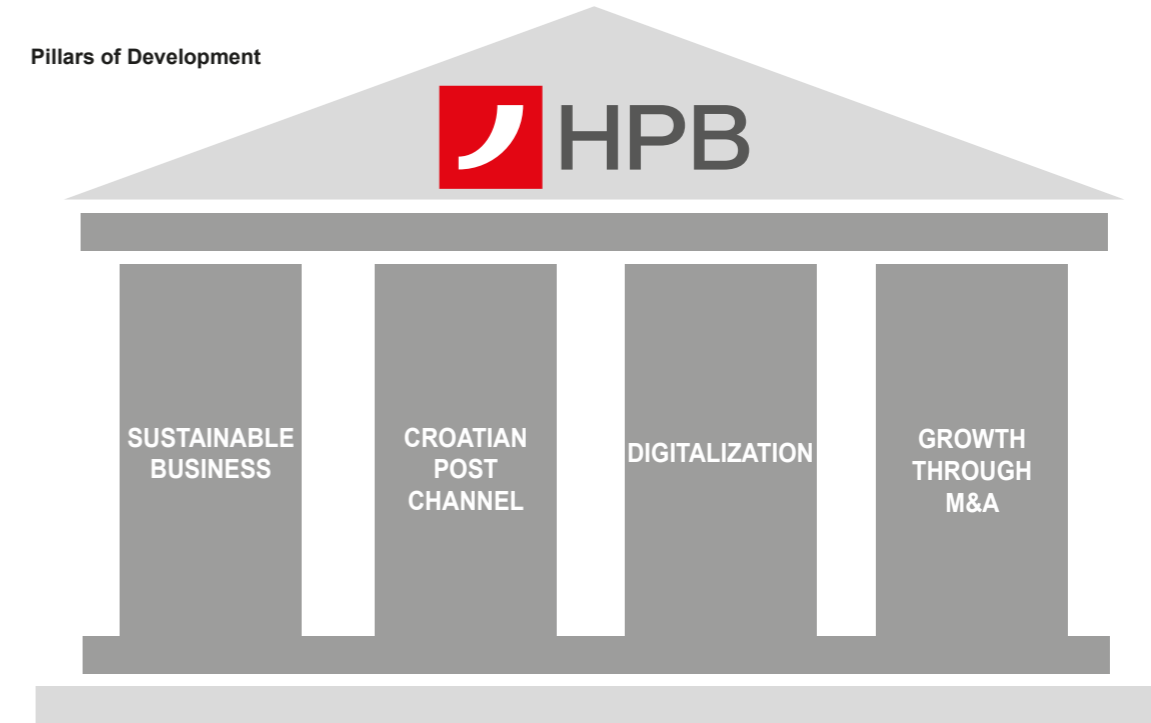 Pillars of Development
HPB
SUSTAINABLE
BUSINESS
CROATIAN
POST
CHANNEL
DIGITALIZATION
GROWTH
THROUGH
M&A